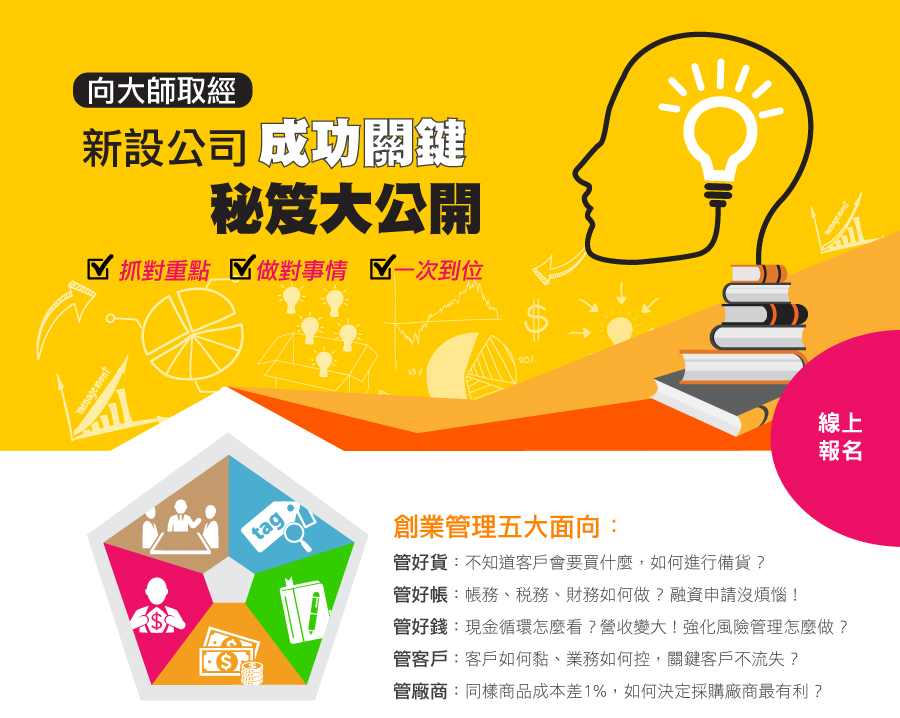 向大師取經
新設公司 成功關鍵
秘笈大公開
抓對重點 做對事情 一次到位
management
management
20%
線上
報名
tag
創業管理五大面向：
管好貨：不知道客戶會要買什麼，如何進行備貨？
管好帳：帳務、稅務、財務如何做？融資申請沒煩惱！
管好錢：現金循環怎麼看？營收變大！強化風險管理怎麼做？
管客戶：客戶如何黏、業務如何控，關鍵客戶不流失？
管廠商：同樣商品成本差1%，如何決定採購廠商最有利？